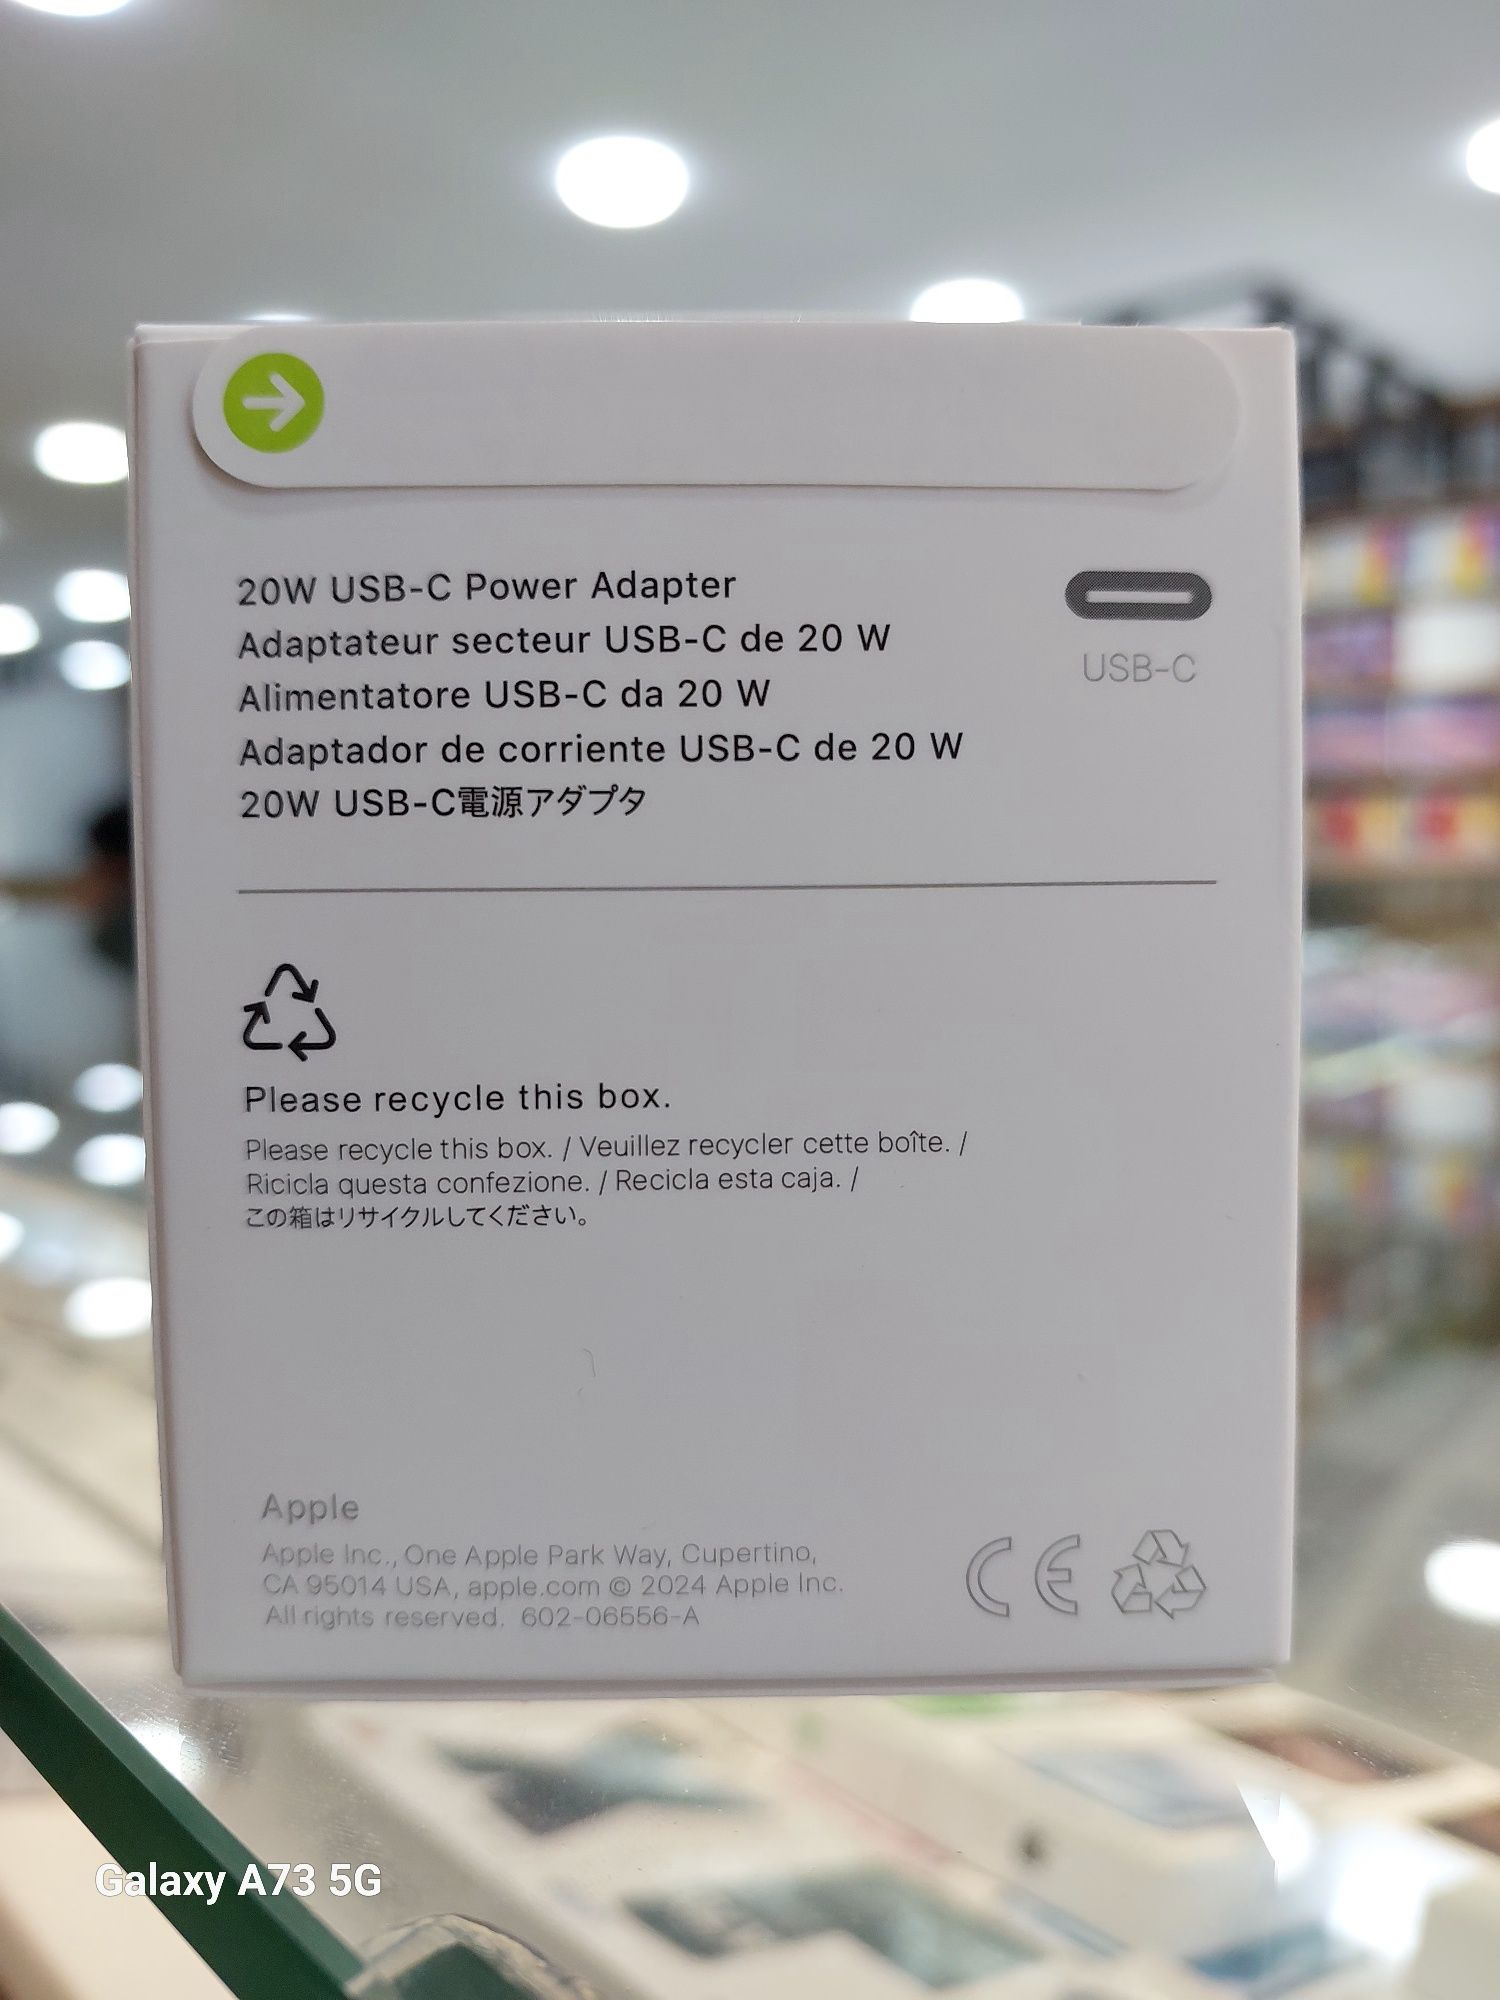 20W USB-C Power Adapter
Adaptateur secteur USB-C de 20 W
Alimentatore USB-C da 20 W
Adaptador de corriente USB-C de 20 W
20W USB-C電源アダプタ
USB-C
Please recycle this box.
Please recycle this box. / Veuillez recycler cette boîte. /
Ricicla questa confezione. / Recicla esta caja. /
この箱はリサイクルしてください。
Apple
Apple Inc., One Apple Park Way, Cupertino,
CA 95014 USA, apple.com © 2024 Apple Inc.
All rights reserved. 602-06556-A
CE
Galaxy A73 5G